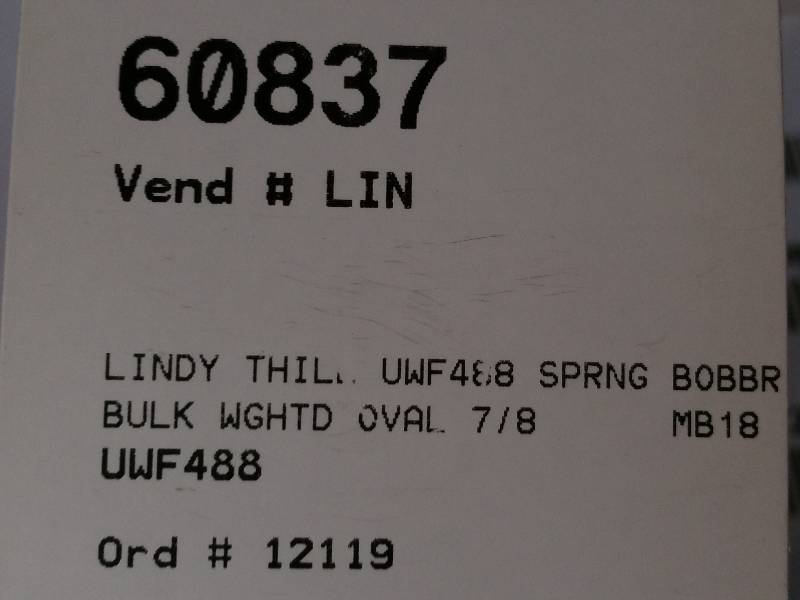 60837
Vend # LIN
LINDY THILL UWF488 SPRNG BOBBR
BULK WGHTD OVAL 7/8 MB18
UWF488
Ord # 12119